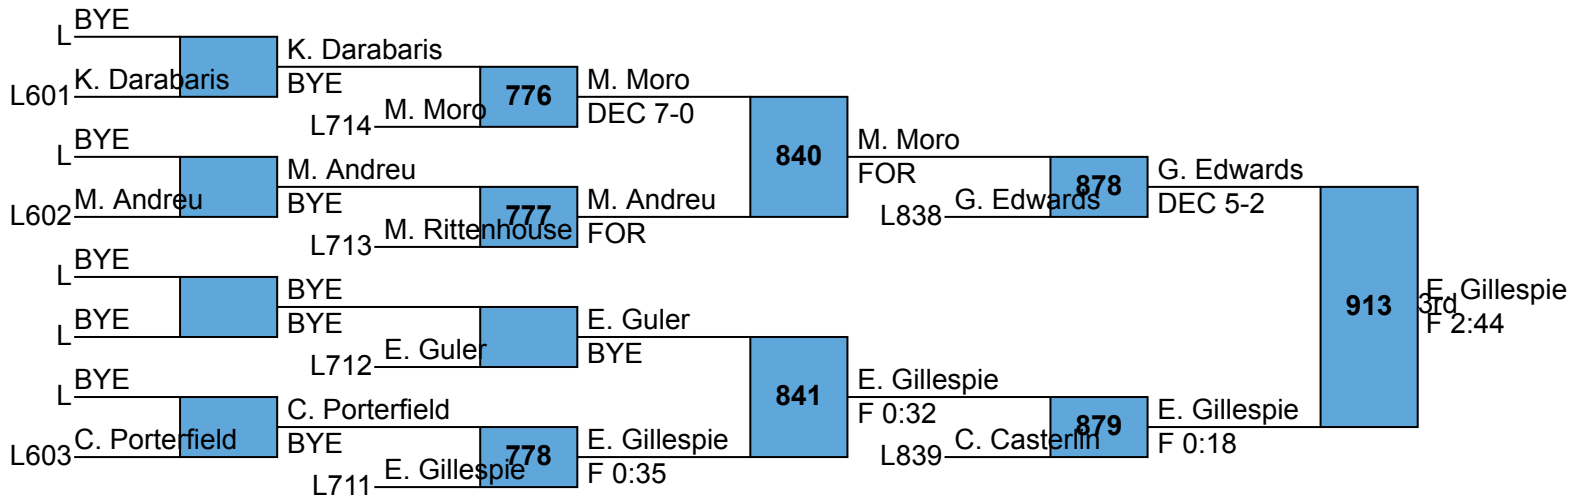 BYE
L
K. Darabaris
L601
K. Darabaris
BYE
M. Moro
L714
776
M. Moro
DEC 7-0
BYE
L
M. Andreu
L602
M. Andreu
BYE
M. Rittenhouse
L713
777
M. Andreu
FOR
840
M. Moro
FOR
G. Edwards
L838
878
G. Edwards
DEC 5-2
BYE
L
BYE
L
BYE
BYE
E. Guler
L712
E. Guler
BYE
BYE
L
C. Porterfield
L603
C. Porterfield
BYE
E. Gillespie
L711
778
E. Gillespie
F 0:35
841
E. Gillespie
F 0:32
C. Casterlin
L839
879
E. Gillespie
F 0:18
913
E. Gillespie
3rd
F 2:44